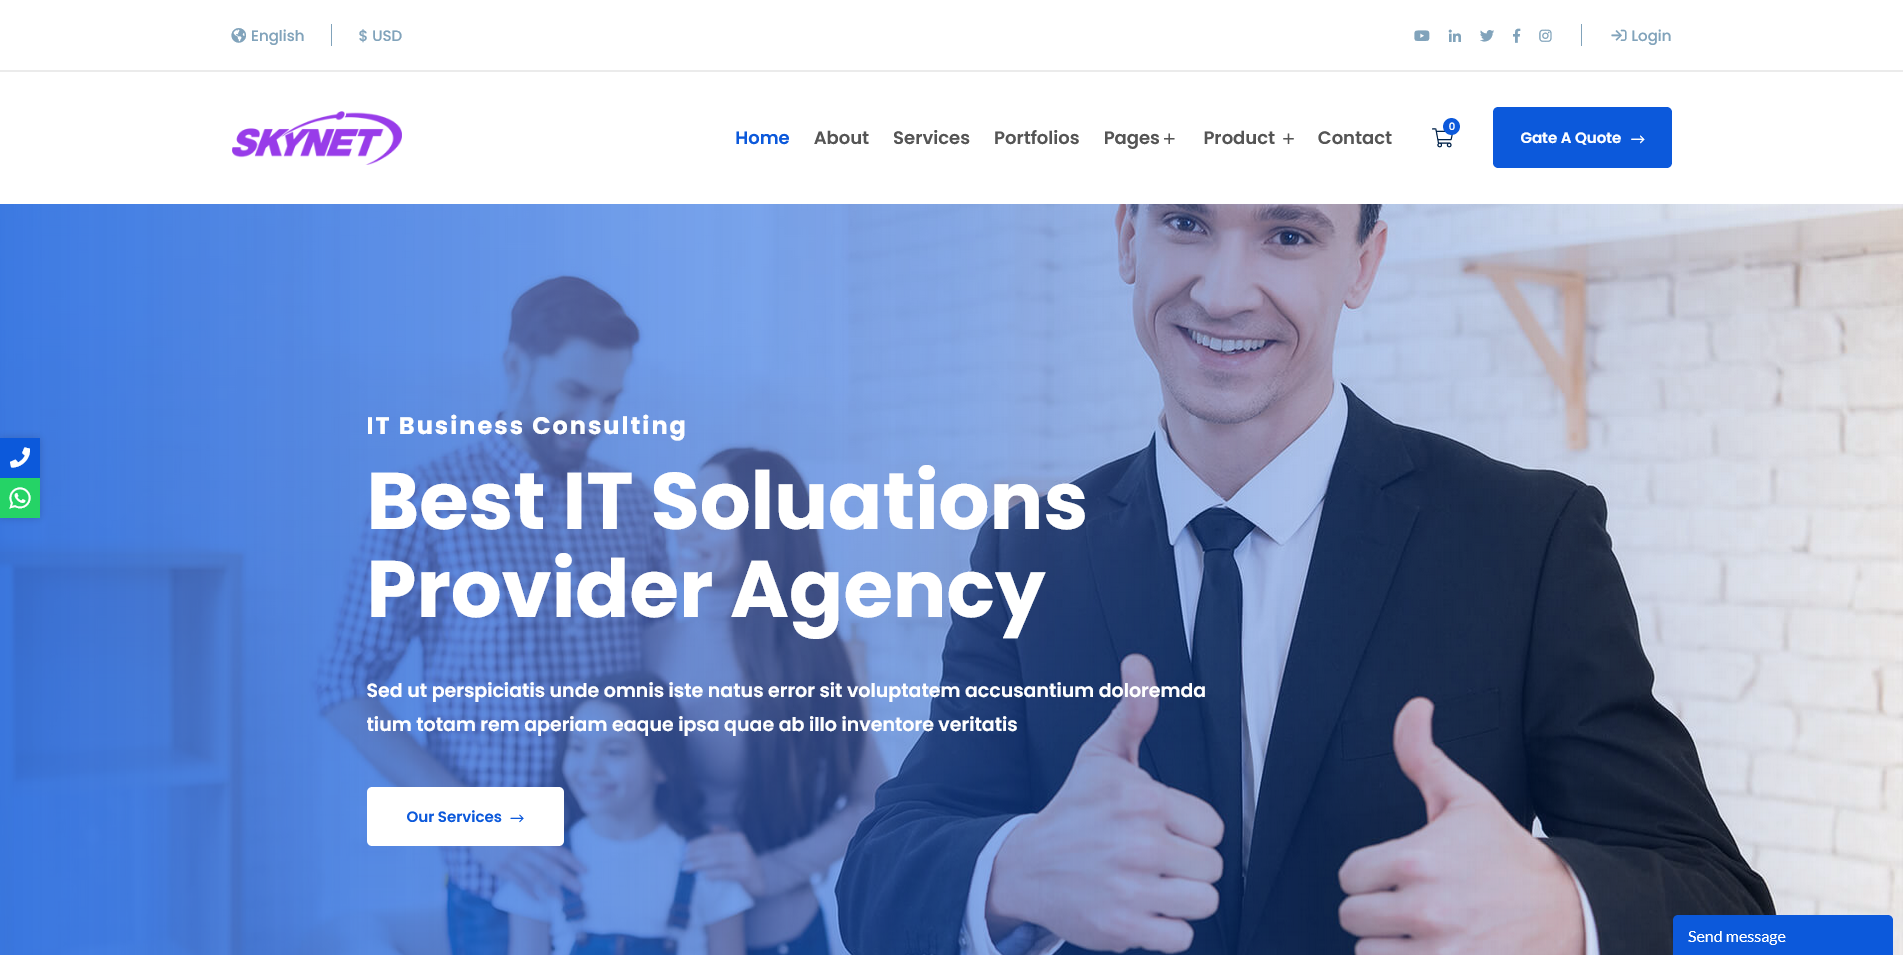 English
$ USD
Login
SKYNET
Home
About
Services
Portfolios
Pages+
Product +
Contact
0
Gate A Quote →
IT Business Consulting
Best IT Soluations
Provider Agency
Sed ut perspiciatis unde omnis iste natus error sit voluptatem accusantium doloremda
tium totam rem aperiam eaque ipsa quae ab illo inventore veritatis
Our Services →
Send message